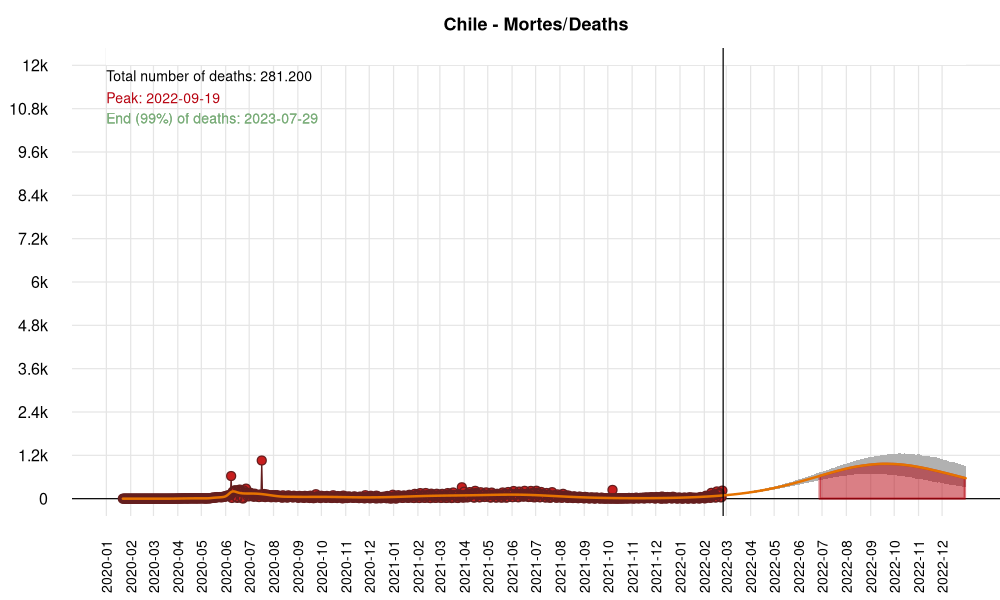 Chile - Mortes/Deaths
Total number of deaths: 281.200
Peak: 2022-09-19
End (99%) of deaths: 2023-07-29
12k
10.8k
9.6k
8.4k
7.2k
6k
4.8k
3.6k
2.4k
1.2k
0
2020-01
2020-02
2020-03
2020-04
2020-05
2020-06
2020-07
2020-08
2020-09
2020-10
2020-11
2020-12
2021-01
2021-02
2021-03
2021-04
2021-05
2021-06
2021-07
2021-08
2021-09
2021-10
2021-11
2021-12
2022-01
2022-02
2022-03
2022-04
2022-05
2022-06
2022-07
2022-08
2022-09
2022-10
2022-11
2022-12